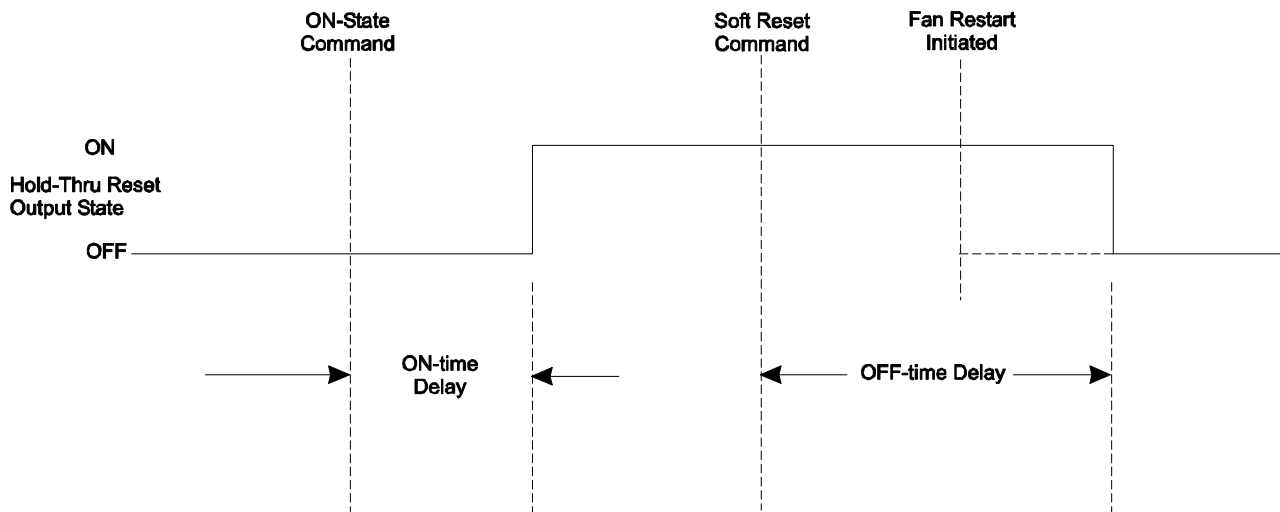 ON-State
Command
Soft Reset
Command
Fan Restart
Initiated
ON
Hold-Thru Reset
Output State
OFF
ON-time
Delay
OFF-time Delay